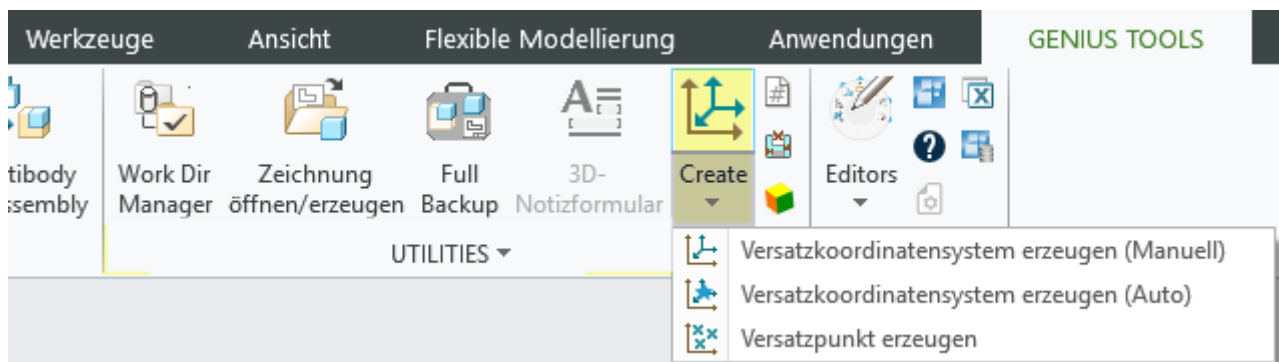 Werkzeuge Ansicht Flexible Modellierung Anwendungen GENIUS TOOLS
tibody Work Dir Zeichnung Full 3D- Create Editors
ssembly Manager öffnen/erzeugen Backup Notizformular
UTILITIES
Versatzkoordinatensystem erzeugen (Manuell)
Versatzkoordinatensystem erzeugen (Auto)
Versatzpunkt erzeugen